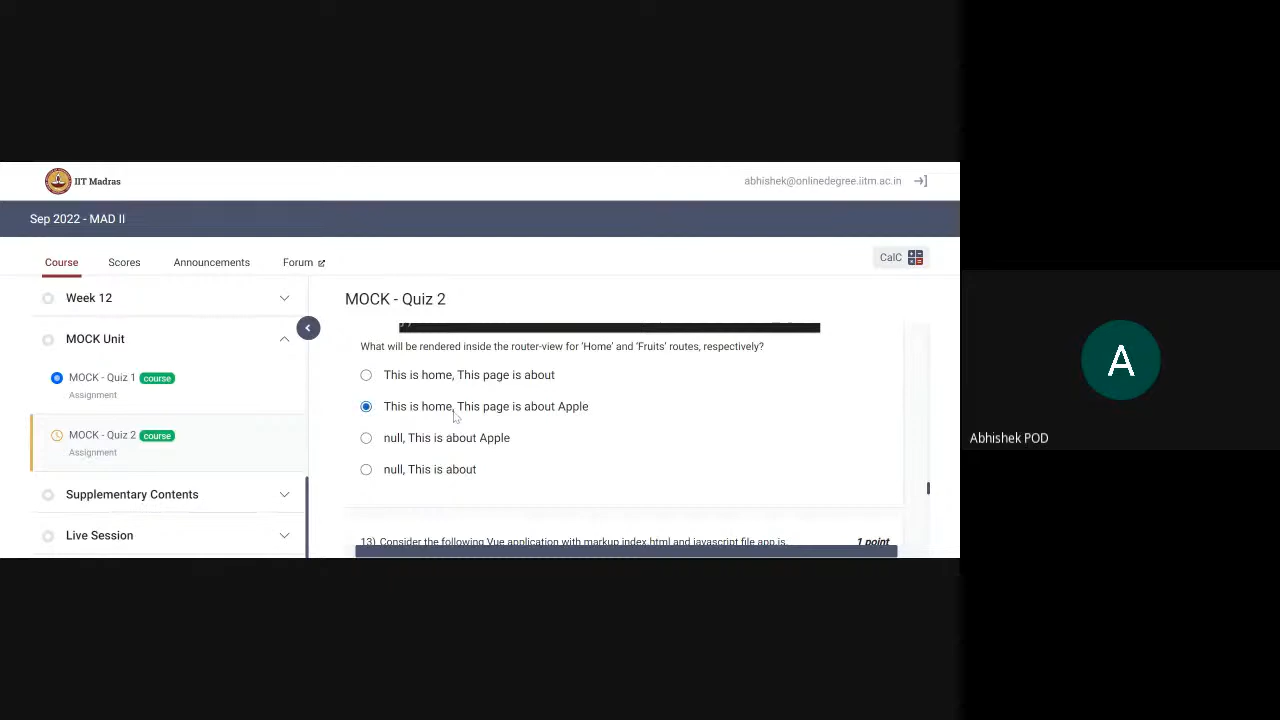 IIT Madras
abhishek@onlinedegree.iitm.ac.in
Sep 2022 - MAD II
Course Scores Announcements Forum
CalC
Week 12
MOCK Unit
MOCK - Quiz 1 course
Assignment
MOCK - Quiz 2 course
Assignment
Supplementary Contents
Live Session
MOCK - Quiz 2
What will be rendered inside the router-view for 'Home' and 'Fruits' routes, respectively?
This is home, This page is about
This is home, This page is about Apple
null, This is about Apple
null, This is about
13) Consider the following Vue application with markup index.html and javascript file app.js. 1 point
A
Abhishek POD